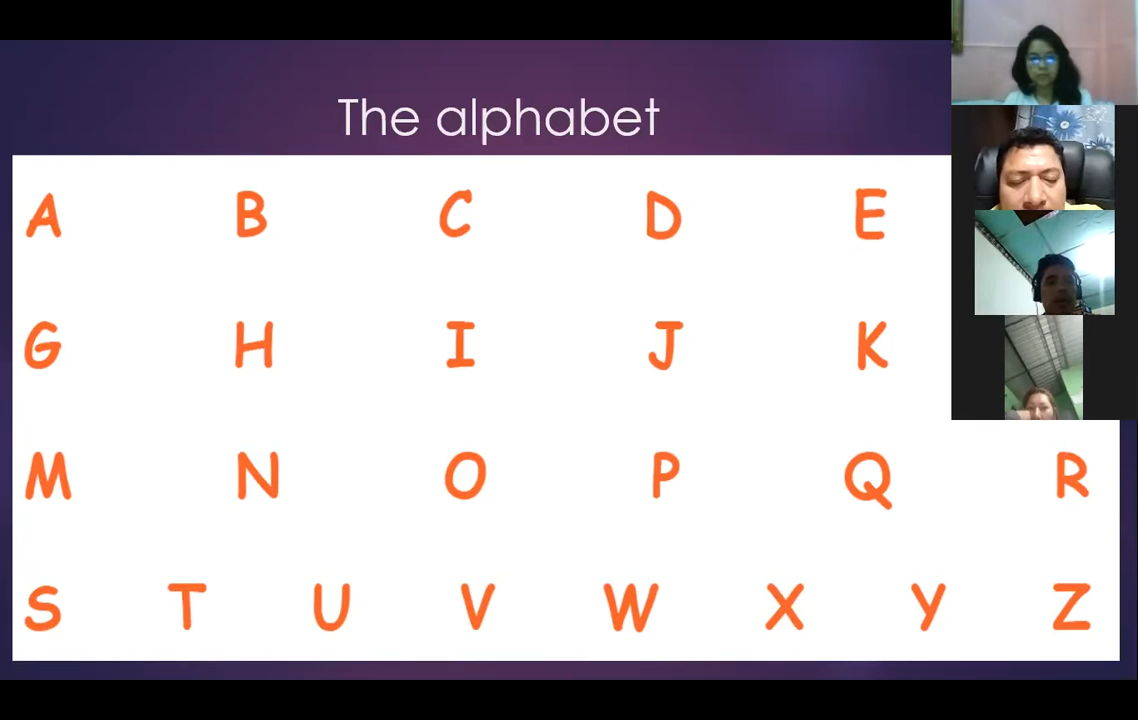 The alphabet
A B C D E
G H I J K
M N O P Q R
S T U V W X Y Z